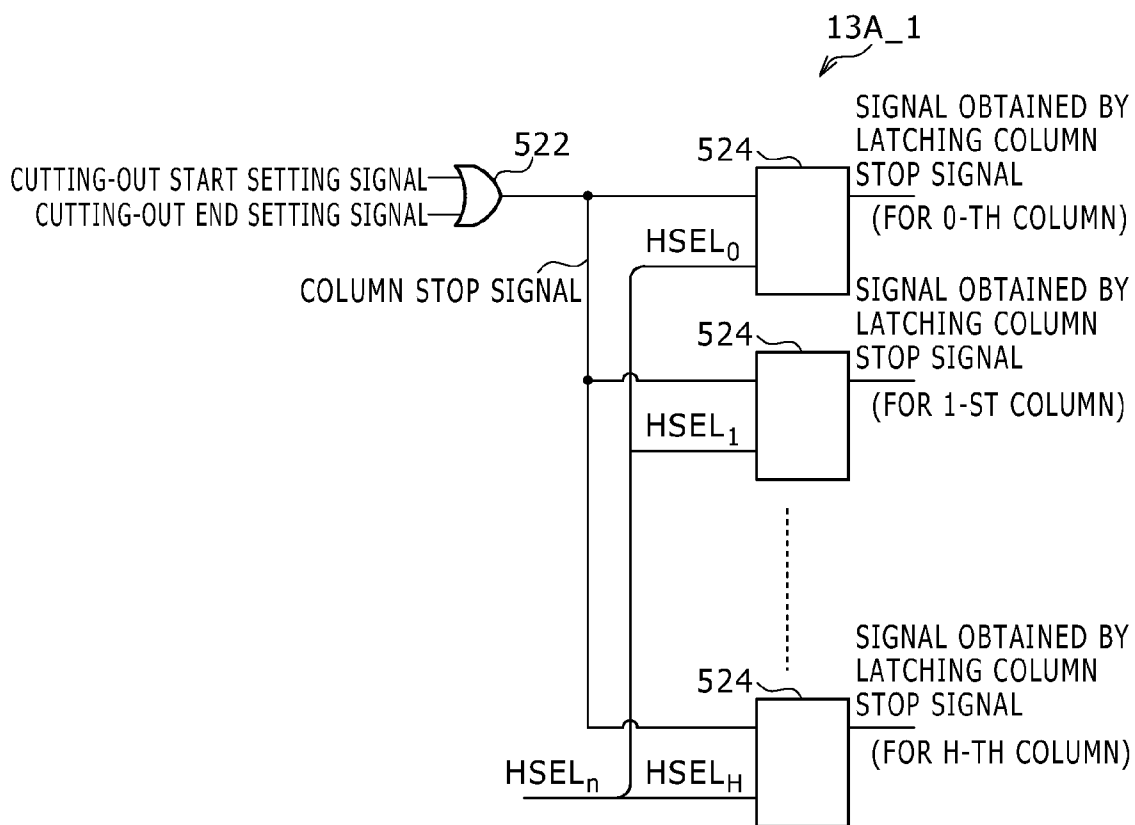 13A_1
SIGNAL OBTAINED BY
LATCHING COLUMN
STOP SIGNAL
(FOR 0-TH COLUMN)
524
522
CUTTING-OUT START SETTING SIGNAL
CUTTING-OUT END SETTING SIGNAL
HSEL0
COLUMN STOP SIGNAL
SIGNAL OBTAINED BY
LATCHING COLUMN
STOP SIGNAL
(FOR 1-ST COLUMN)
524
HSEL1
SIGNAL OBTAINED BY
LATCHING COLUMN
STOP SIGNAL
(FOR H-TH COLUMN)
524
HSELn
HSELH